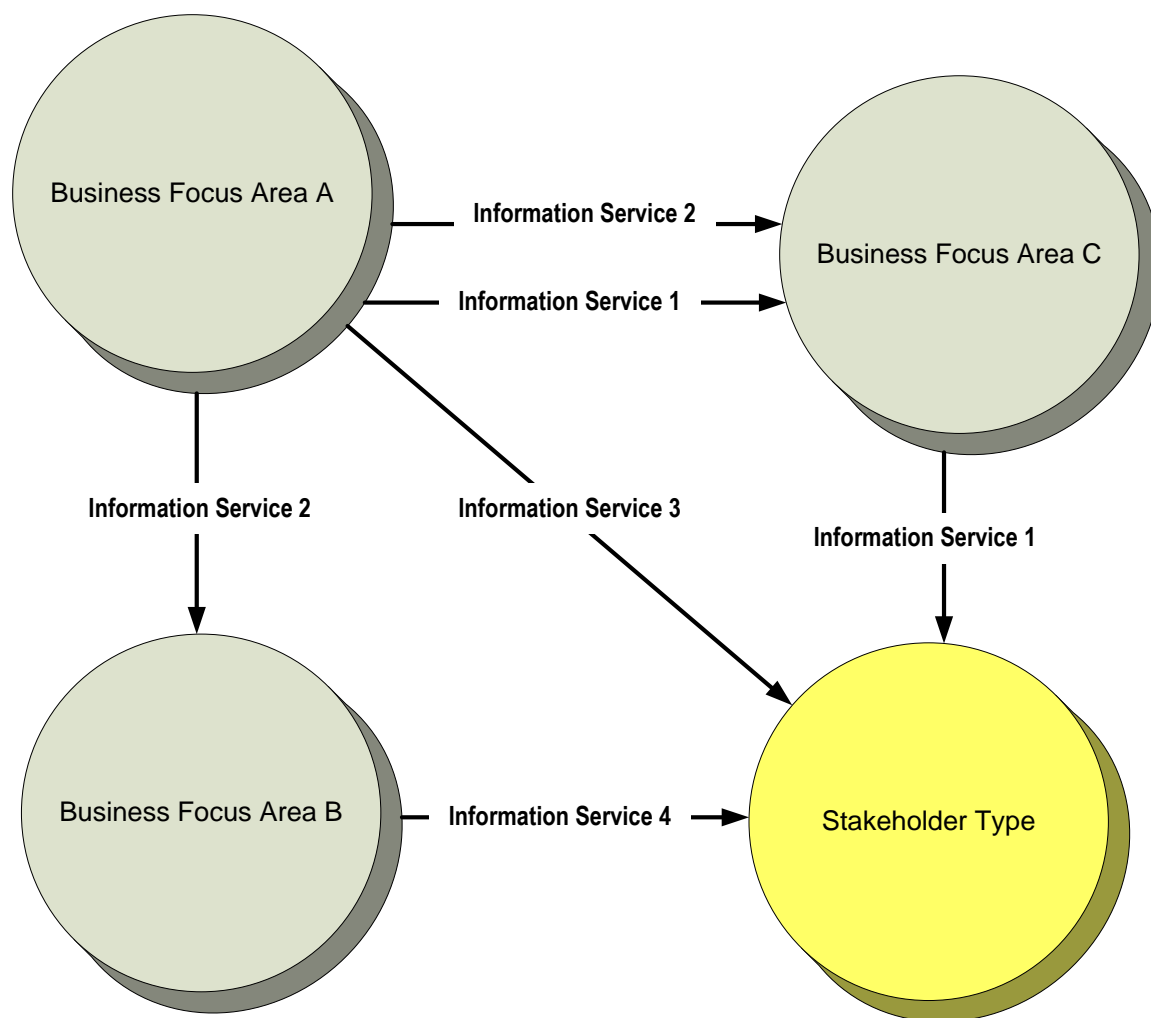 Business Focus Area A
Information Service 2
Business Focus Area C
Information Service 1
Information Service 2
Information Service 3
Information Service 1
Business Focus Area B
Information Service 4
Stakeholder Type